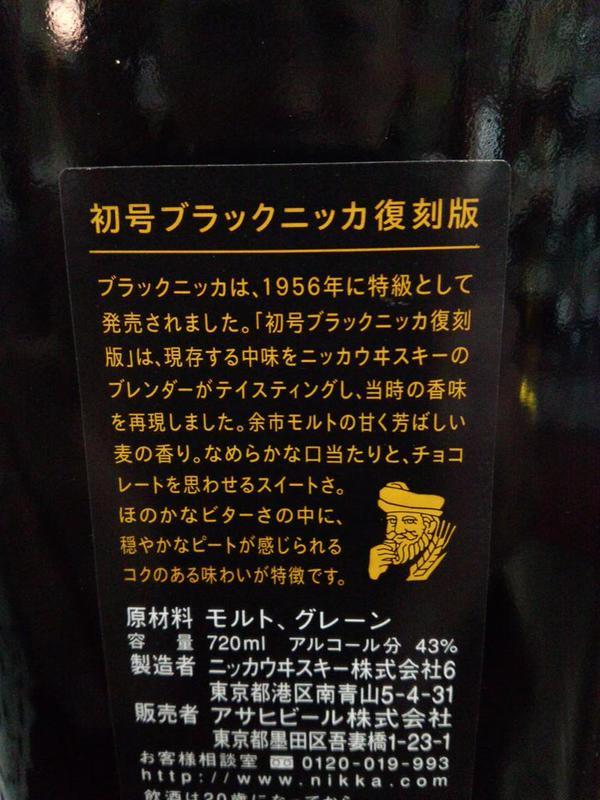 初号ブラックニッカ復刻版
ブラックニッカは、1956年に特級として
発売されました。「初号ブラックニッカ復刻
版」は、現存する中味をニッカウヰスキーの
ブレンダーがテイスティングし、当時の香味
を再現しました。余市モルトの甘く芳ばしい
麦の香り。なめらかな口当たりと、チョコ
レートを思わせるスイートさ。
ほのかなビターさの中に、
穏やかなピートが感じられる
コクのある味わいが特徴です。
原材料 モルト、グレーン
容 量 720ml アルコール分 43%
製造者 ニッカウヰスキー株式会社6
東京都港区南青山5-4-31
販売者 アサヒビール株式会社
東京都墨田区吾妻橋1-23-1
お客様相談室 0120-019-993
http://www.nikka.com
飲酒は20歳になってから